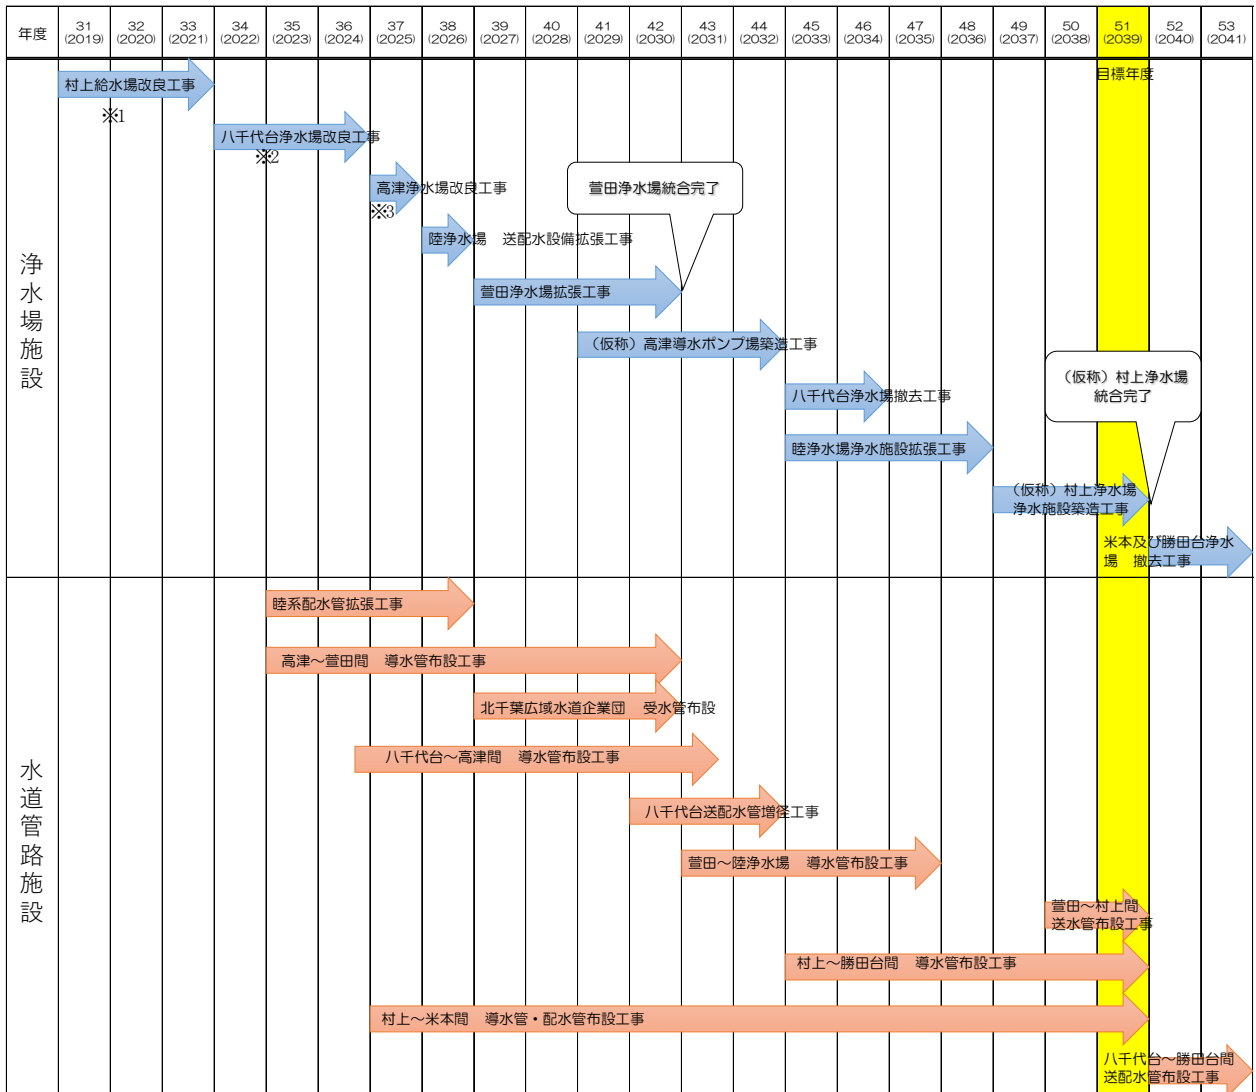 年度
31
(2019)
32
(2020)
33
(2021)
34
(2022)
35
(2023)
36
(2024)
37
(2025)
38
(2026)
39
(2027)
40
(2028)
41
(2029)
42
(2030)
43
(2031)
44
(2032)
45
(2033)
46
(2034)
47
(2035)
48
(2036)
49
(2037)
50
(2038)
51
(2039)
52
(2040)
53
(2041)
目標年度
浄水場施設
村上給水場改良工事
※1
八千代台浄水場改良工事
※2
高津浄水場改良工事
※3
萱田浄水場統合完了
陸浄水場 送配水設備拡張工事
萱田浄水場拡張工事
(仮称)高津導水ポンプ場築造工事
(仮称)村上浄水場
統合完了
八千代台浄水場撤去工事
睦浄水場浄水施設拡張工事
(仮称)村上浄水場
浄水施設築造工事
米本及び勝田台浄水
場 撤去工事
水道管路施設
睦系配水管拡張工事
高津~萱田間 導水管布設工事
北千葉広域水道企業団 受水管布設
八千代台~高津間 導水管布設工事
八千代台送配水管増径工事
萱田~陸浄水場 導水管布設工事
萱田~村上間
送水管布設工事
村上~勝田台間 導水管布設工事
村上~米本間 導水管・配水管布設工事
八千代台~勝田台間
送配水管布設工事